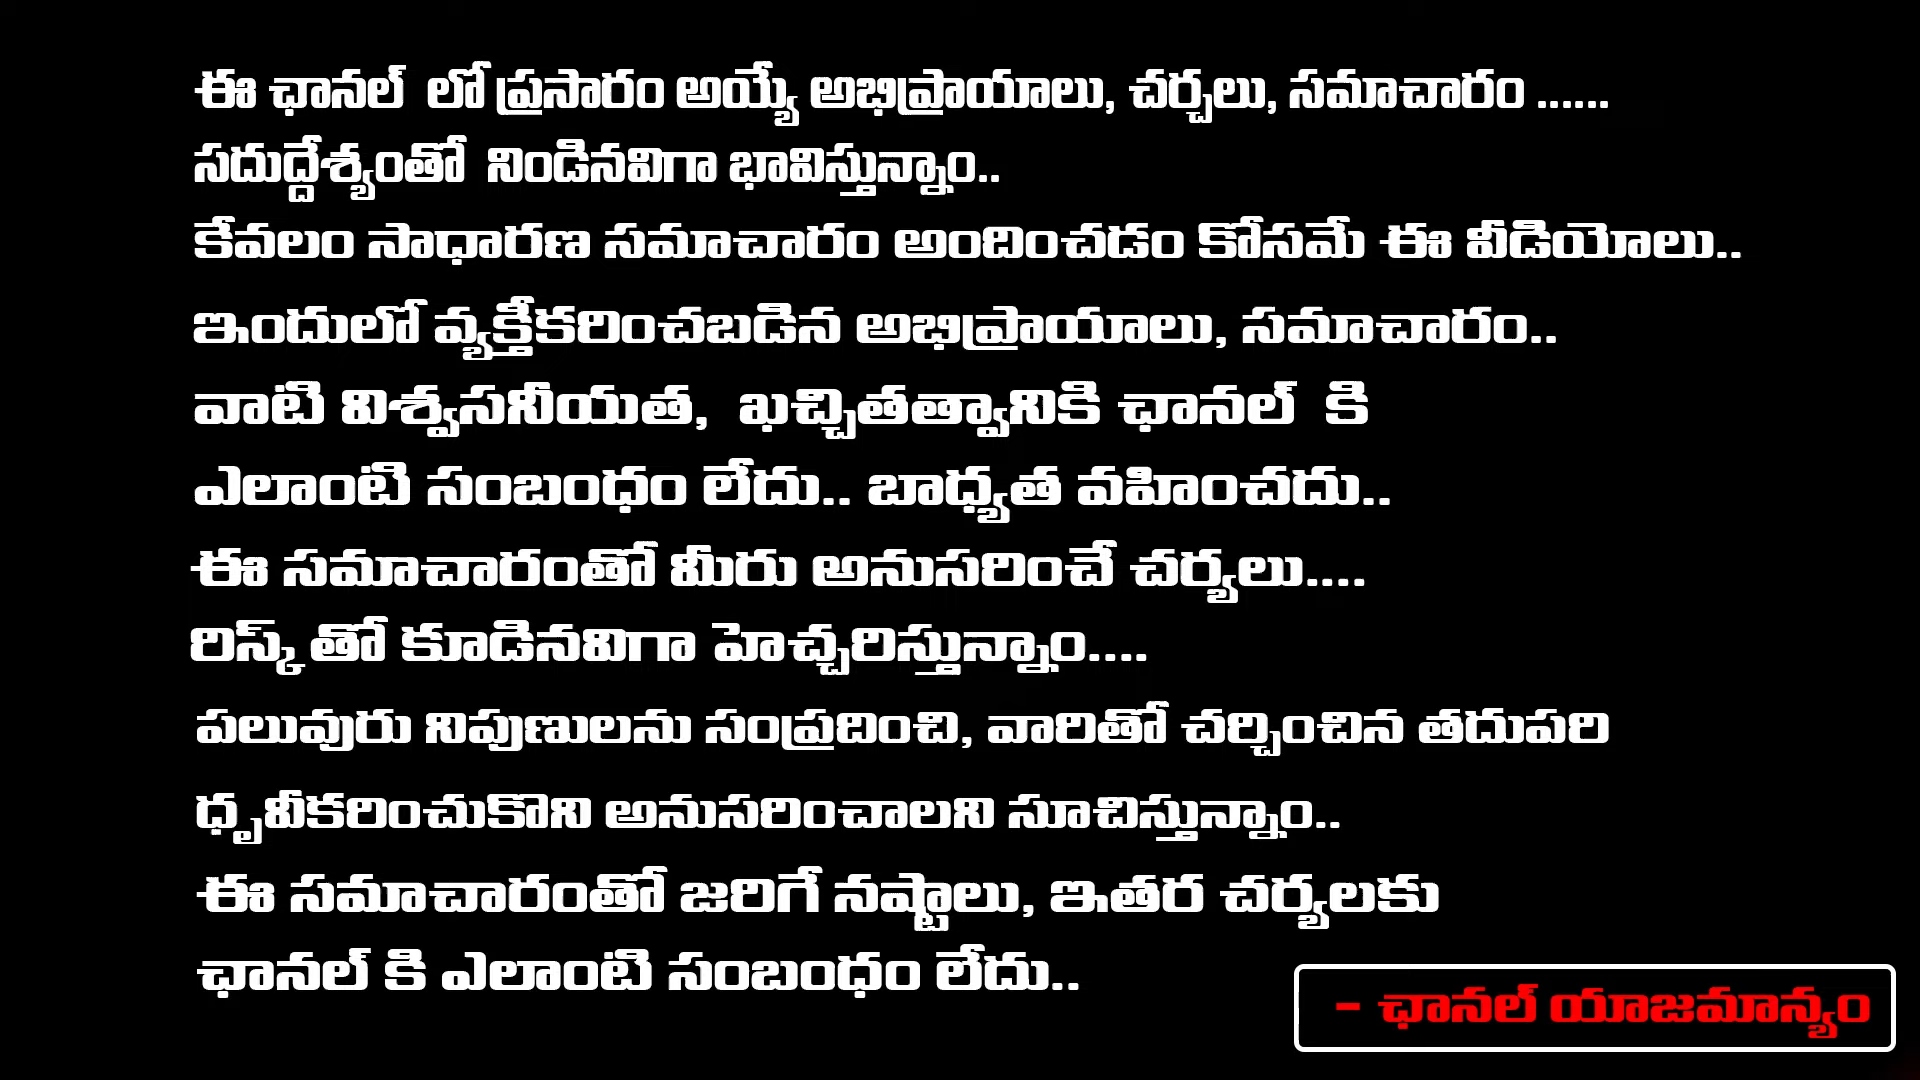 ఈ ఛానల్ లో ప్రసారం అయ్యే అభిప్రాయాలు, చర్చలు, సమాచారం ......
సదుద్దేశ్యంతో నిండినవిగా భావిస్తున్నాం..
కేవలం సాధారణ సమాచారం అందించడం కోసమే ఈ వీడియోలు..
ఇందులో వ్యక్తీకరించబడిన అభిప్రాయాలు, సమాచారం..
వాటి విశ్వసనీయత, ఖచ్చితత్వానికి ఛానల్ కి
ఎలాంటి సంబంధం లేదు.. బాధ్యత వహించదు..
ఈ సమాచారంతో మీరు అనుసరించే చర్యలు....
రిస్క్ తో కూడినవిగా హెచ్చరిస్తున్నాం....
పలువురు నిపుణులను సంప్రదించి, వారితో చర్చించిన తదుపరి
ధృవీకరించుకొని అనుసరించాలని సూచిస్తున్నాం..
ఈ సమాచారంతో జరిగే నష్టాలు, ఇతర చర్యలకు
ఛానల్ కి ఎలాంటి సంబంధం లేదు..
- ఛానల్ యాజమాన్యం